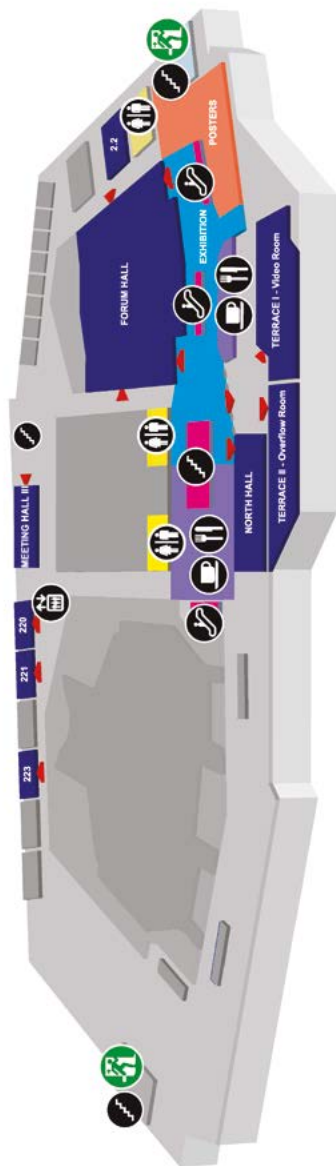 2.2
POSTERS
EXHIBITION
FORUM HALL
TERRACE I - Video Room
TERRACE II - Overflow Room
NORTH HALL
MEETING HALL III
220
221
223